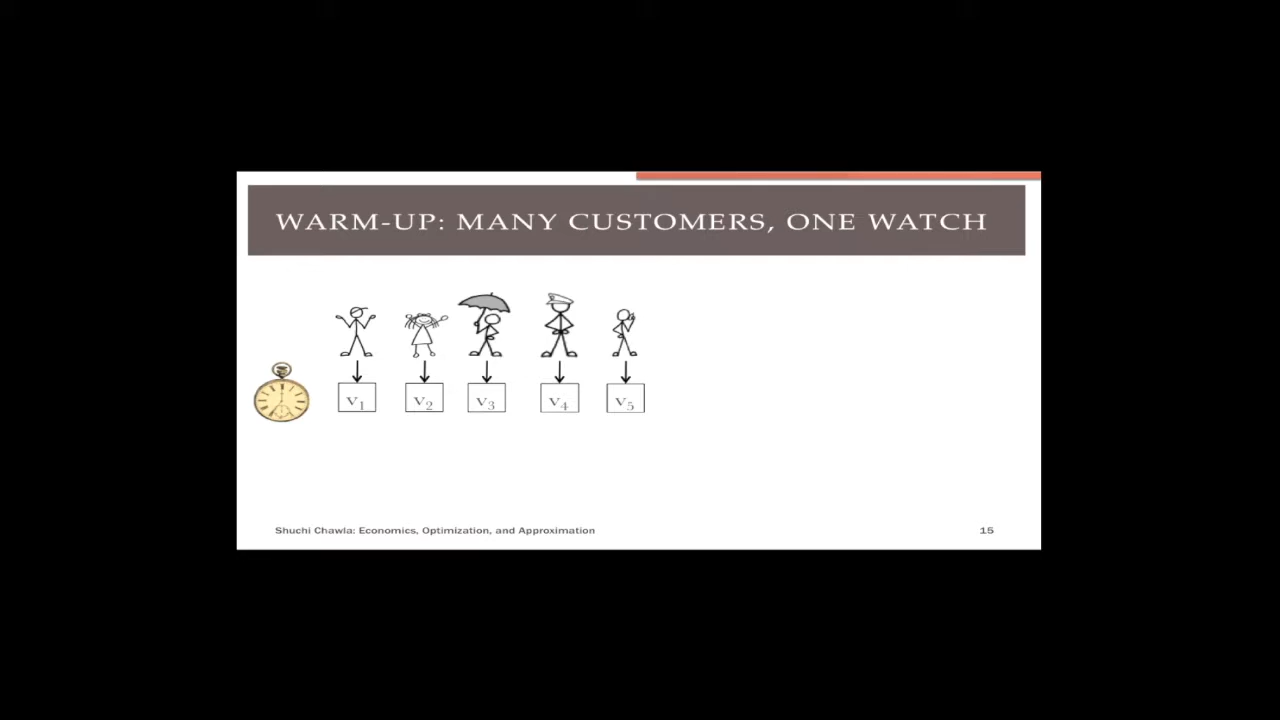 WARM-UP: MANY CUSTOMERS, ONE WATCH
v₁ v₂ v₃ v₄ v₅
Shuchi Chawla: Economics, Optimization, and Approximation 15